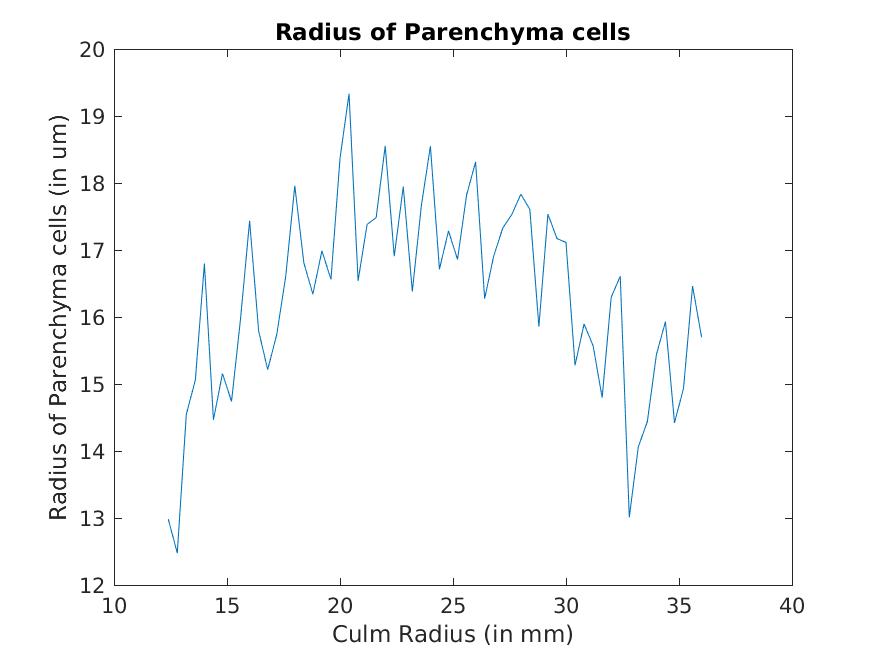 Radius of Parenchyma cells
20
19
18
17
16
15
14
13
12
Radius of Parenchyma cells (in um)
10 15 20 25 30 35 40
Culm Radius (in mm)